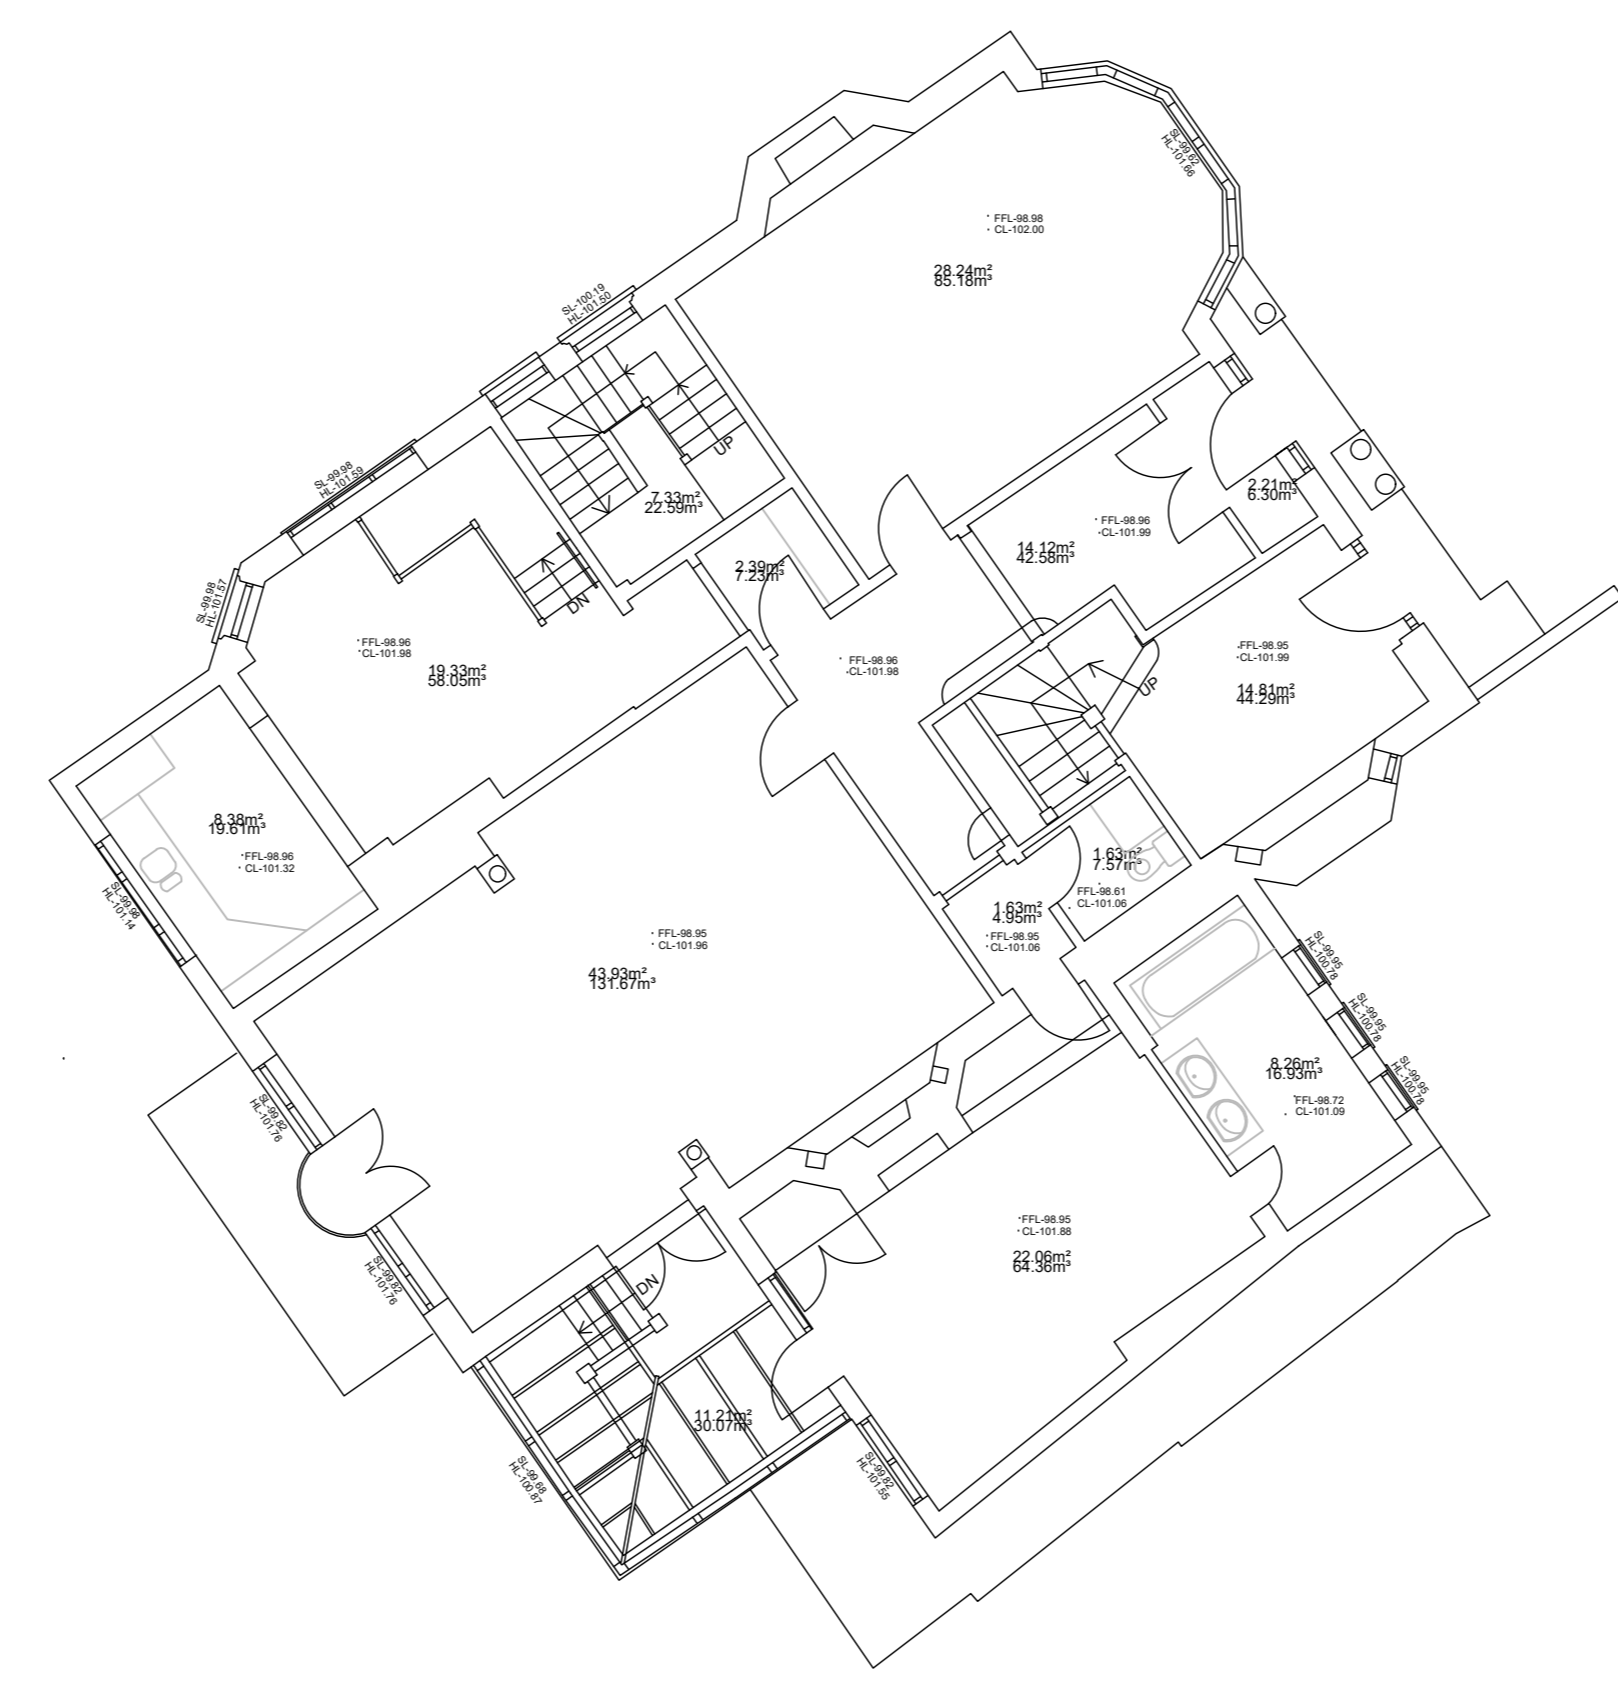 SL-99.62
HL-101.66
FFL-98.98
CL-102.00
28.24m²
85.18m³
SL-100.19
HL-101.50
UP
SL-99.98
HL-101.59
7.33m²
22.59m³
2.21m²
6.30m³
FFL-98.96
CL-101.99
14.12m²
42.58m³
2.39m²
7.23m³
SL-99.98
HL-101.57
DN
FFL-98.96
CL-101.98
19.33m²
58.05m³
FFL-98.96
CL-101.98
FFL-98.95
CL-101.99
14.81m²
44.29m³
UP
8.38m²
19.61m³
FFL-98.96
CL-101.32
SL-99.98
HL-101.14
1.63m²
7.57m³
FFL-98.61
CL-101.06
1.63m²
4.95m³
FFL-98.95
CL-101.06
FFL-98.95
CL-101.96
43.93m²
131.67m³
SL-99.95
HL-100.78
SL-99.95
HL-100.78
SL-99.95
HL-100.78
8.26m²
16.93m³
FFL-98.72
CL-101.09
SL-99.82
HL-101.76
FFL-98.95
CL-101.88
22.06m²
64.36m³
SL-99.82
HL-101.76
DN
11.21m²
30.07m³
SL-99.68
HL-100.87
SL-99.82
HL-101.55